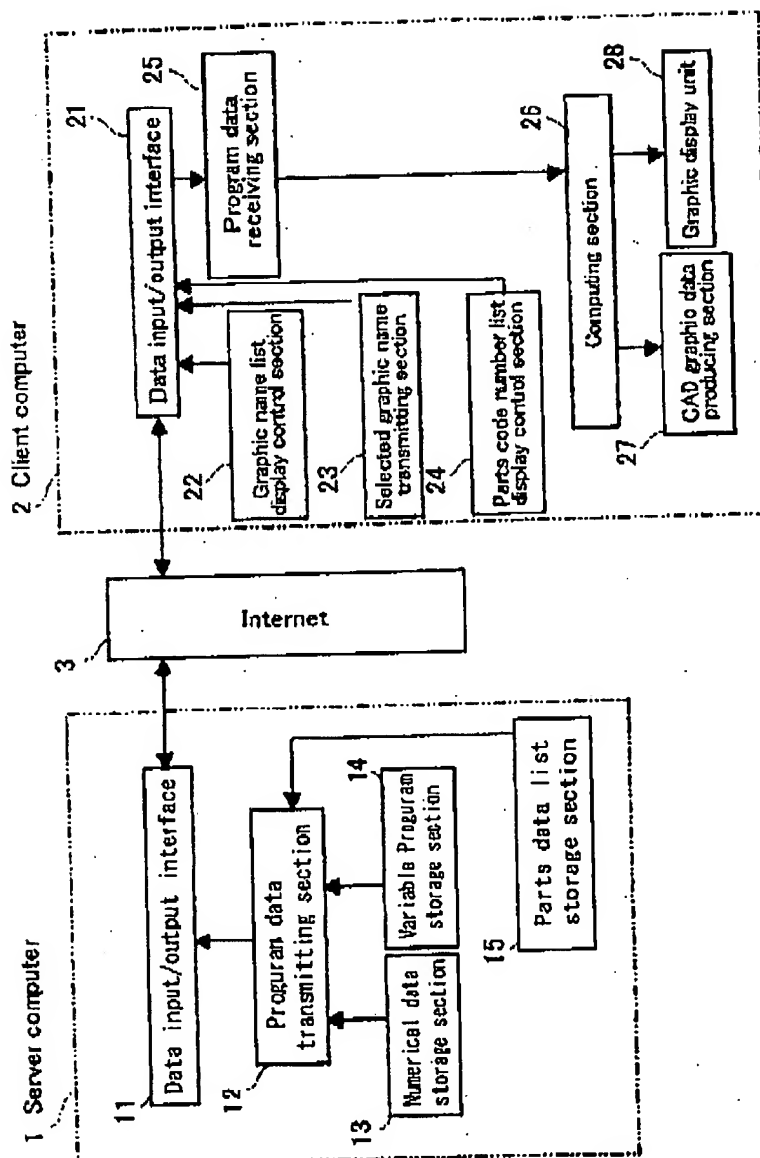 1 Server computer
11
Data input/output interface
12
Proguram data
transmitting section
13
Numerical data
storage section
14
Variable Proguram
storage section
15
Parts data list
storage section
3
Internet
2 Client computer
21
Data input/output interface
22
Graphic name list
display control section
23
Selected graphic name
transmitting section
24
Parts code number list
display control section
25
Program data
receiving section
26
Computing section
27
CAD graphic data
producing section
28
Graphic display unit